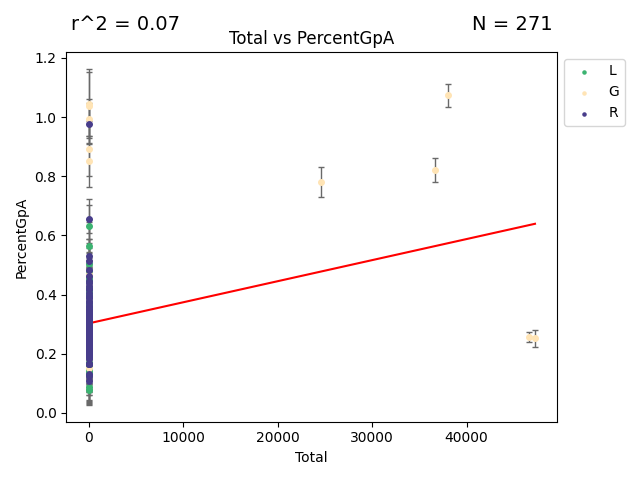 r^2 = 0.07
N = 271
Total vs PercentGpA
1.2
1.0
0.8
0.6
0.4
0.2
0.0
PercentGpA
0
10000
20000
30000
40000
Total
L
G
R